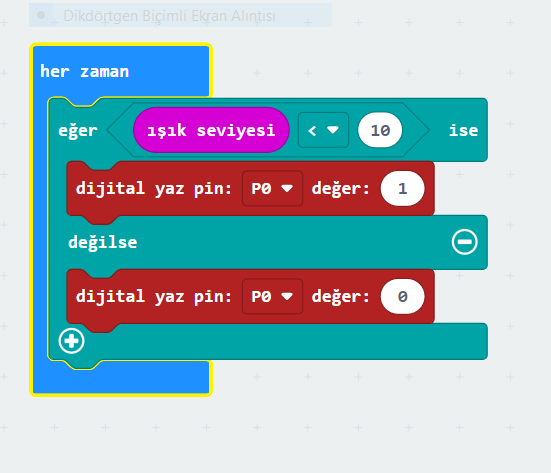 Dikdörtgen Biçimli Ekran Alıntısı
her zaman
eğer ışık seviyesi < 10 ise
dijital yaz pin: P0 değer: 1
değilse
dijital yaz pin: P0 değer: 0